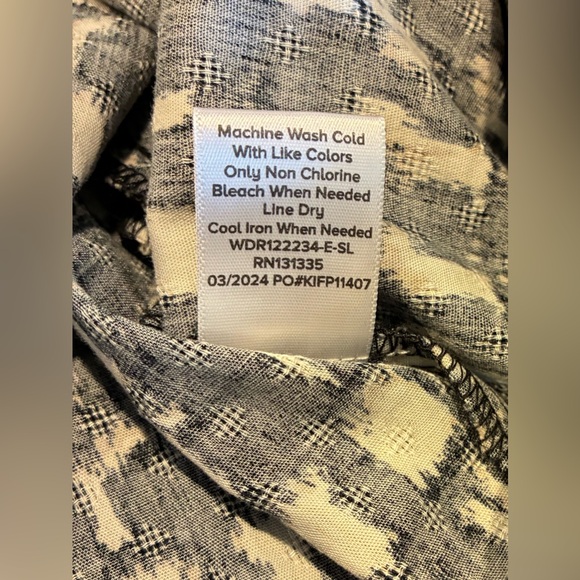 Machine Wash Cold
With Like Colors
Only Non Chlorine
Bleach When Needed
Line Dry
Cool Iron When Needed
WDR122234-E-SL
RN131335
03/2024 PO#KIFP11407